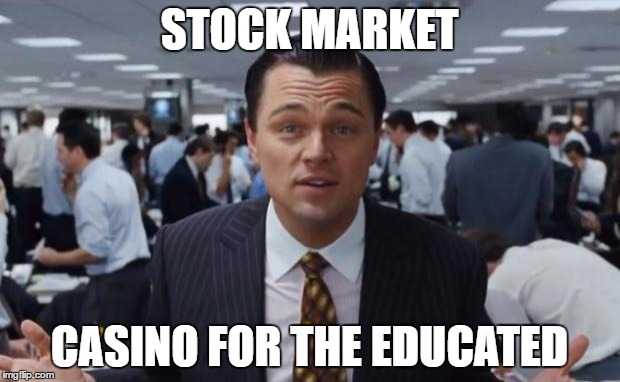 STOCK MARKET
CASINO FOR THE EDUCATED
imgflip.com